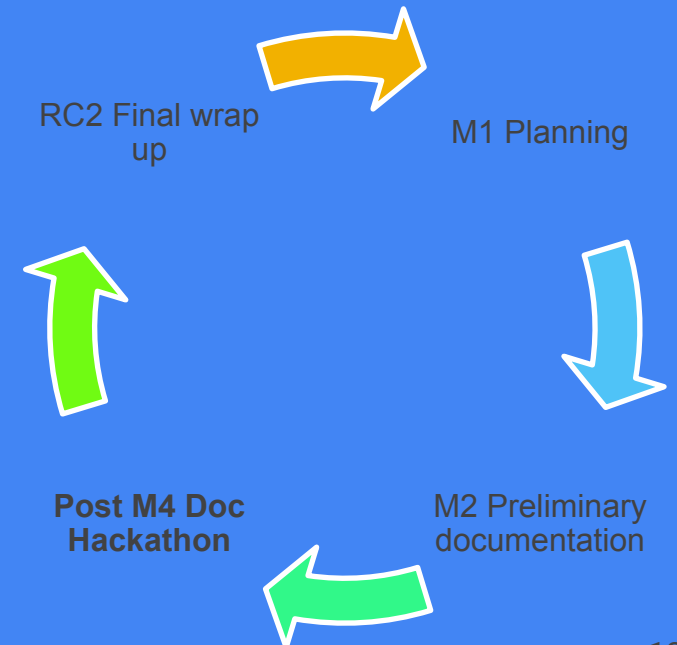 RC2 Final wrap
up
M1 Planning
Post M4 Doc
Hackathon
M2 Preliminary
documentation